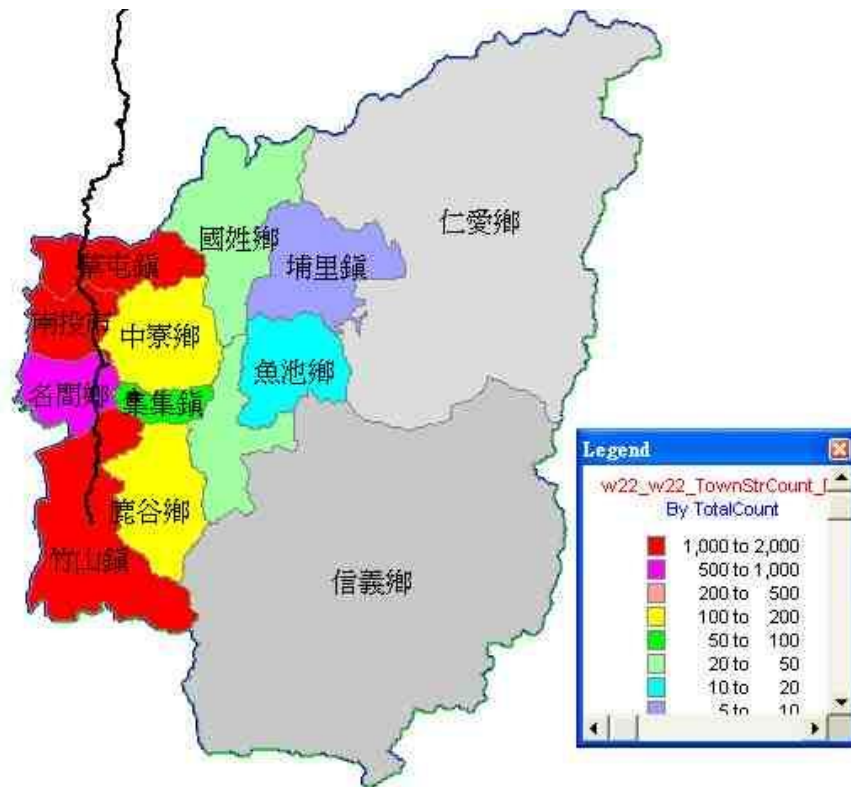 仁愛鄉
國姓鄉
埔里鎮
草屯鎮
南投市
中寮鄉
魚池鄉
名間鄉
集集鎮
鹿谷鄉
竹山鎮
信義鄉
Legend
w22_w22_TownStrCount_
By TotalCount
1,000 to 2,000
500 to 1,000
200 to 500
100 to 200
50 to 100
20 to 50
10 to 20
5 to 10